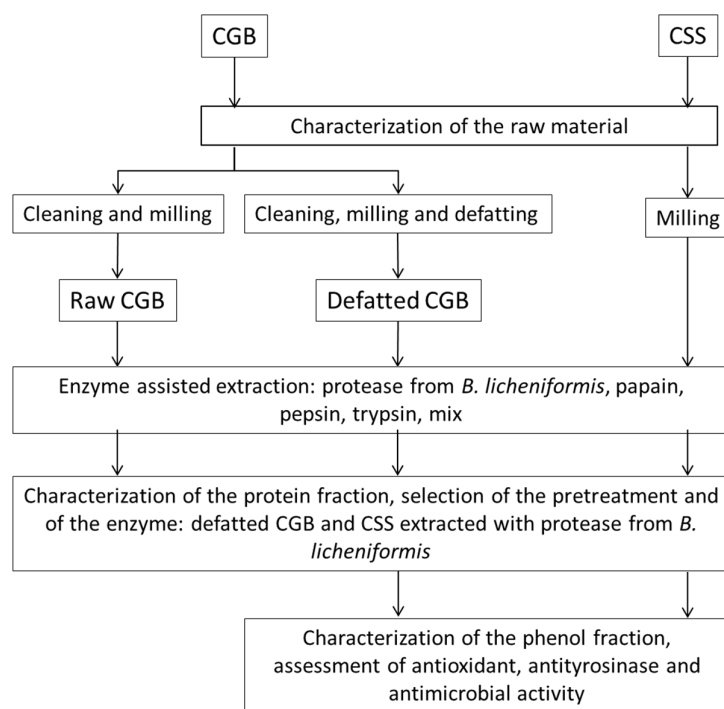 CGB
CSS
Characterization of the raw material
Cleaning and milling
Cleaning, milling and defatting
Milling
Raw CGB
Defatted CGB
Enzyme assisted extraction: protease from B. licheniformis, papain,
pepsin, trypsin, mix
Characterization of the protein fraction, selection of the pretreatment and
of the enzyme: defatted CGB and CSS extracted with protease from B.
licheniformis
Characterization of the phenol fraction,
assessment of antioxidant, antityrosinase and
antimicrobial activity